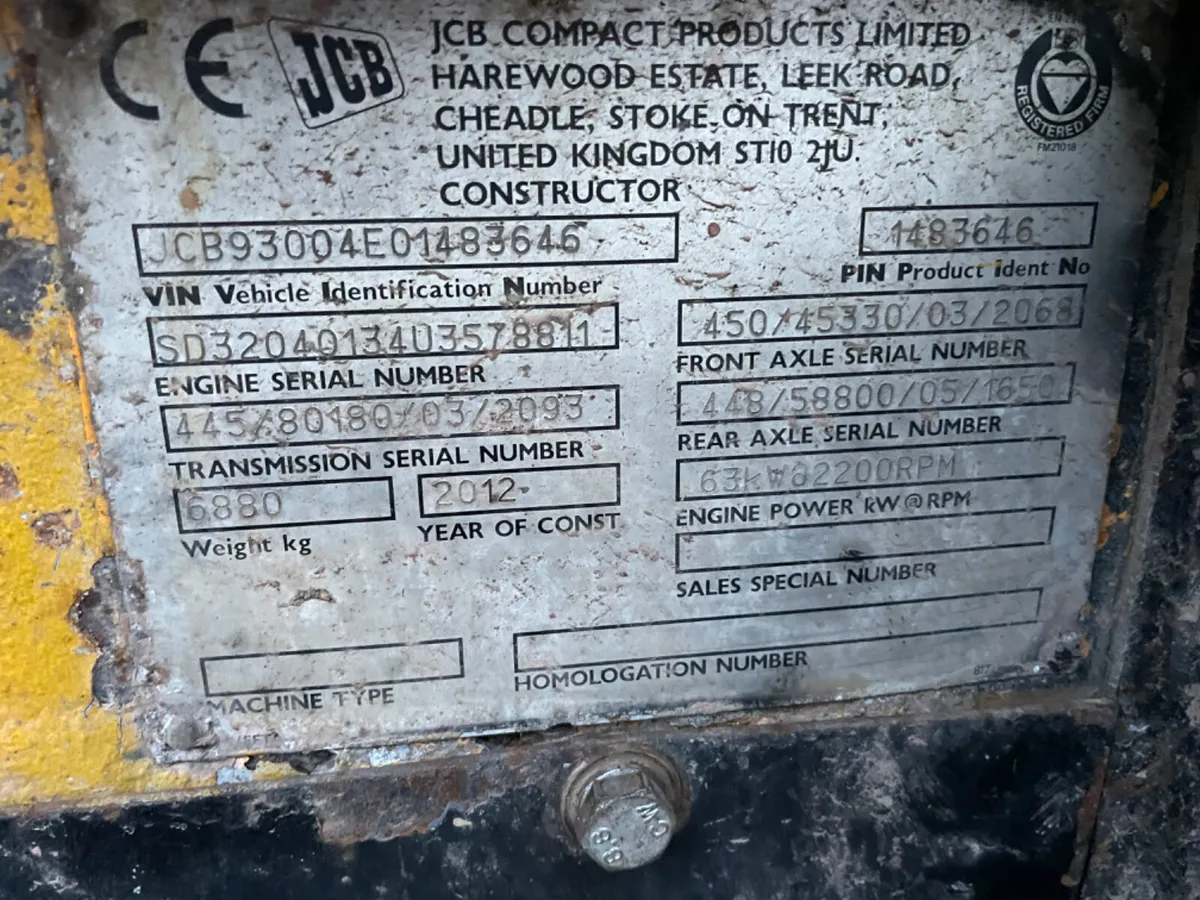 CE JCB
JCB COMPACT PRODUCTS LIMITED
HAREWOOD ESTATE, LEEK ROAD,
CHEADLE, STOKE ON TRENT,
UNITED KINGDOM ST10 2JU.
CONSTRUCTOR
REGISTERED FIRM
FM21018
JCB93004E01483646
VIN Vehicle Identification Number
1483646
PIN Product Ident No
SD32040134U3578811
ENGINE SERIAL NUMBER
450/45330/03/2068
FRONT AXLE SERIAL NUMBER
445/80180/03/2093
TRANSMISSION SERIAL NUMBER
448/58800/05/1650
REAR AXLE SERIAL NUMBER
6880
Weight kg
2012
YEAR OF CONST
63kW@2200RPM
ENGINE POWER kW@RPM
SALES SPECIAL NUMBER
MACHINE TYPE
HOMOLOGATION NUMBER
8.8